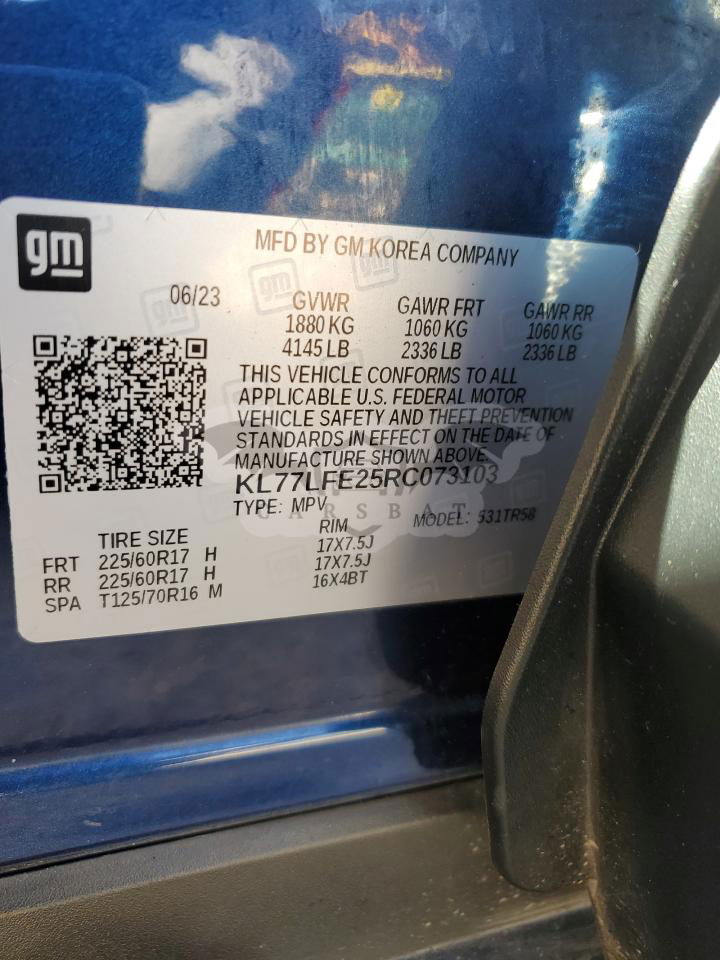 gm
MFD BY GM KOREA COMPANY
06/23
GVWR GAWR FRT GAWR RR
1880 KG 1060 KG 1060 KG
4145 LB 2336 LB 2336 LB
THIS VEHICLE CONFORMS TO ALL
APPLICABLE U.S. FEDERAL MOTOR
VEHICLE SAFETY AND THEFT PREVENTION
STANDARDS IN EFFECT ON THE DATE OF
MANUFACTURE SHOWN ABOVE.
KL77LFE25RC073103
TYPE: MPV MODEL: 531TR58
CARSBAT
TIRE SIZE RIM
FRT 225/60R17 H 17X7.5J
RR 225/60R17 H 17X7.5J
SPA T125/70R16 M 16X4BT